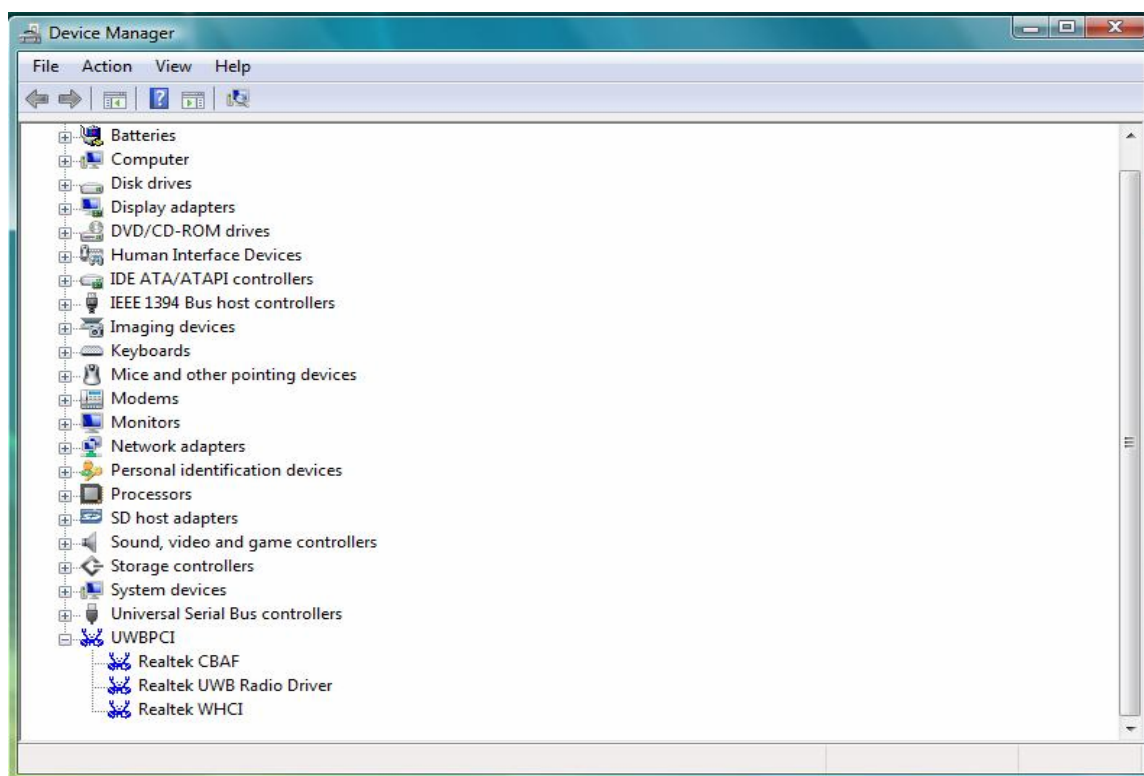 Device Manager
File Action View Help
Batteries
Computer
Disk drives
Display adapters
DVD/CD-ROM drives
Human Interface Devices
IDE ATA/ATAPI controllers
IEEE 1394 Bus host controllers
Imaging devices
Keyboards
Mice and other pointing devices
Modems
Monitors
Network adapters
Personal identification devices
Processors
SD host adapters
Sound, video and game controllers
Storage controllers
System devices
Universal Serial Bus controllers
UWBPCI
Realtek CBAF
Realtek UWB Radio Driver
Realtek WHCI